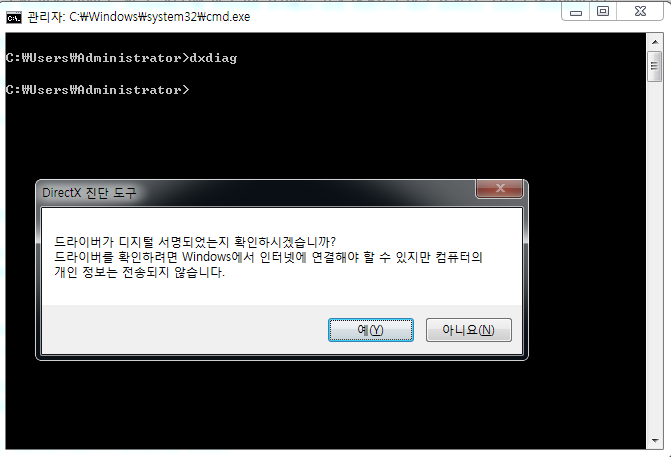 관리자: C:₩Windows₩system32₩cmd.exe
C:₩Users₩Administrator>dxdiag
C:₩Users₩Administrator>
DirectX 진단 도구
드라이버가 디지털 서명되었는지 확인하시겠습니까?
드라이버를 확인하려면 Windows에서 인터넷에 연결해야 할 수 있지만 컴퓨터의
개인 정보는 전송되지 않습니다.
예(Y) 아니요(N)